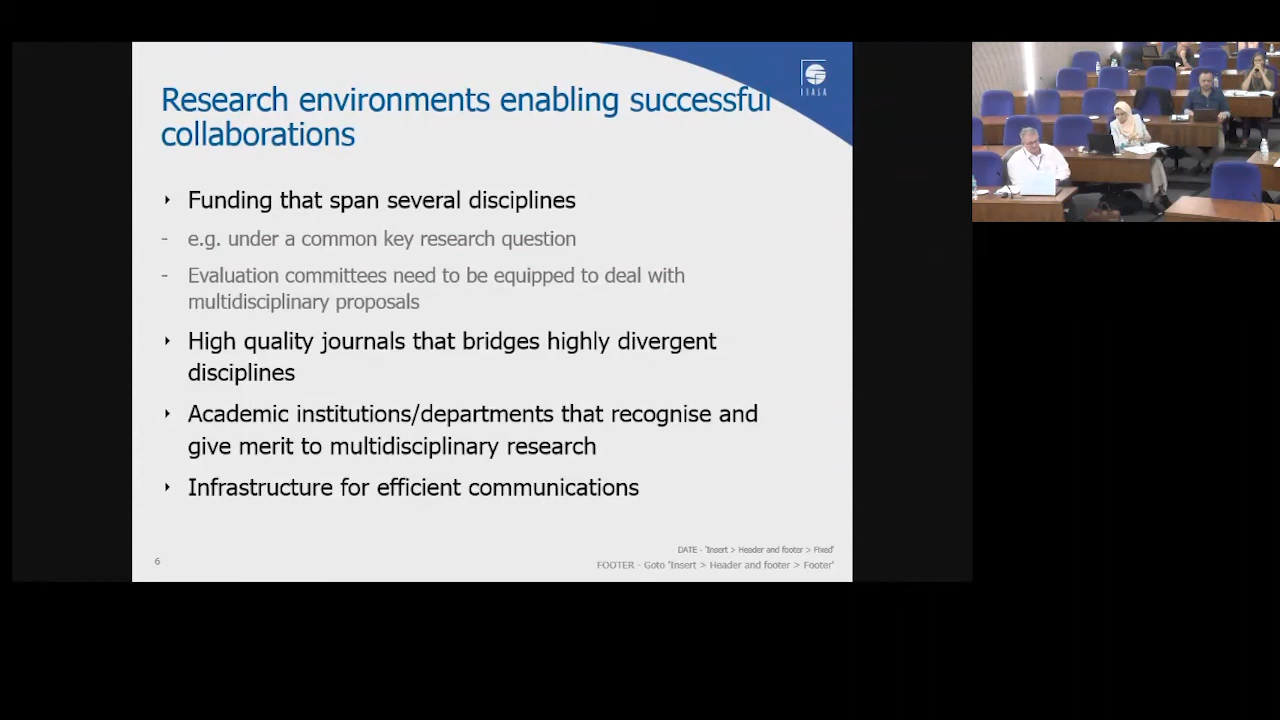 IIASA
Research environments enabling successful
collaborations
‣ Funding that span several disciplines
- e.g. under a common key research question
- Evaluation committees need to be equipped to deal with
multidisciplinary proposals
‣ High quality journals that bridges highly divergent
disciplines
‣ Academic institutions/departments that recognise and
give merit to multidisciplinary research
‣ Infrastructure for efficient communications
DATE - 'Insert > Header and footer > Fixed'
6
FOOTER - Goto 'Insert > Header and footer > Footer'